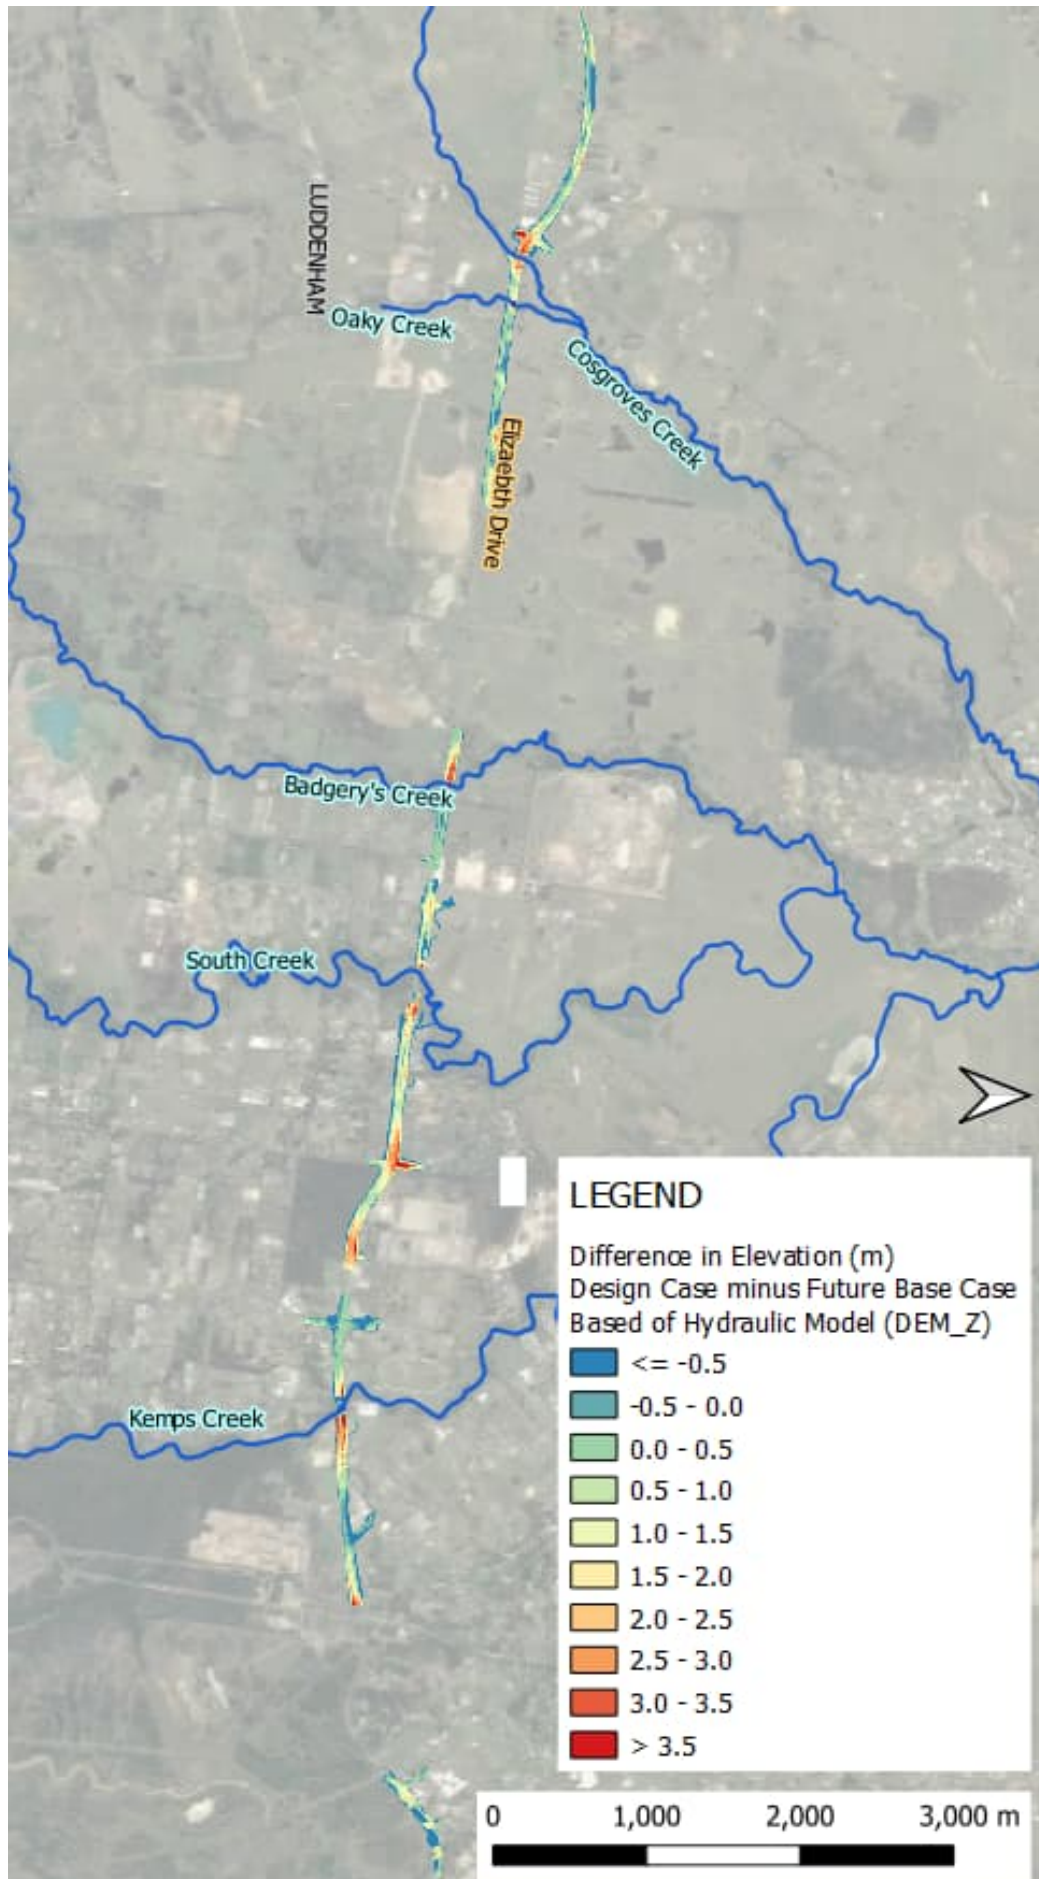 LUDDENHAM
Oaky Creek
Cosgroves Creek
Elizaebth Drive
Badgery's Creek
South Creek
Kemps Creek
LEGEND
Difference in Elevation (m)
Design Case minus Future Base Case
Based of Hydraulic Model (DEM_Z)
<= -0.5
-0.5 - 0.0
0.0 - 0.5
0.5 - 1.0
1.0 - 1.5
1.5 - 2.0
2.0 - 2.5
2.5 - 3.0
3.0 - 3.5
> 3.5
0 1,000 2,000 3,000 m